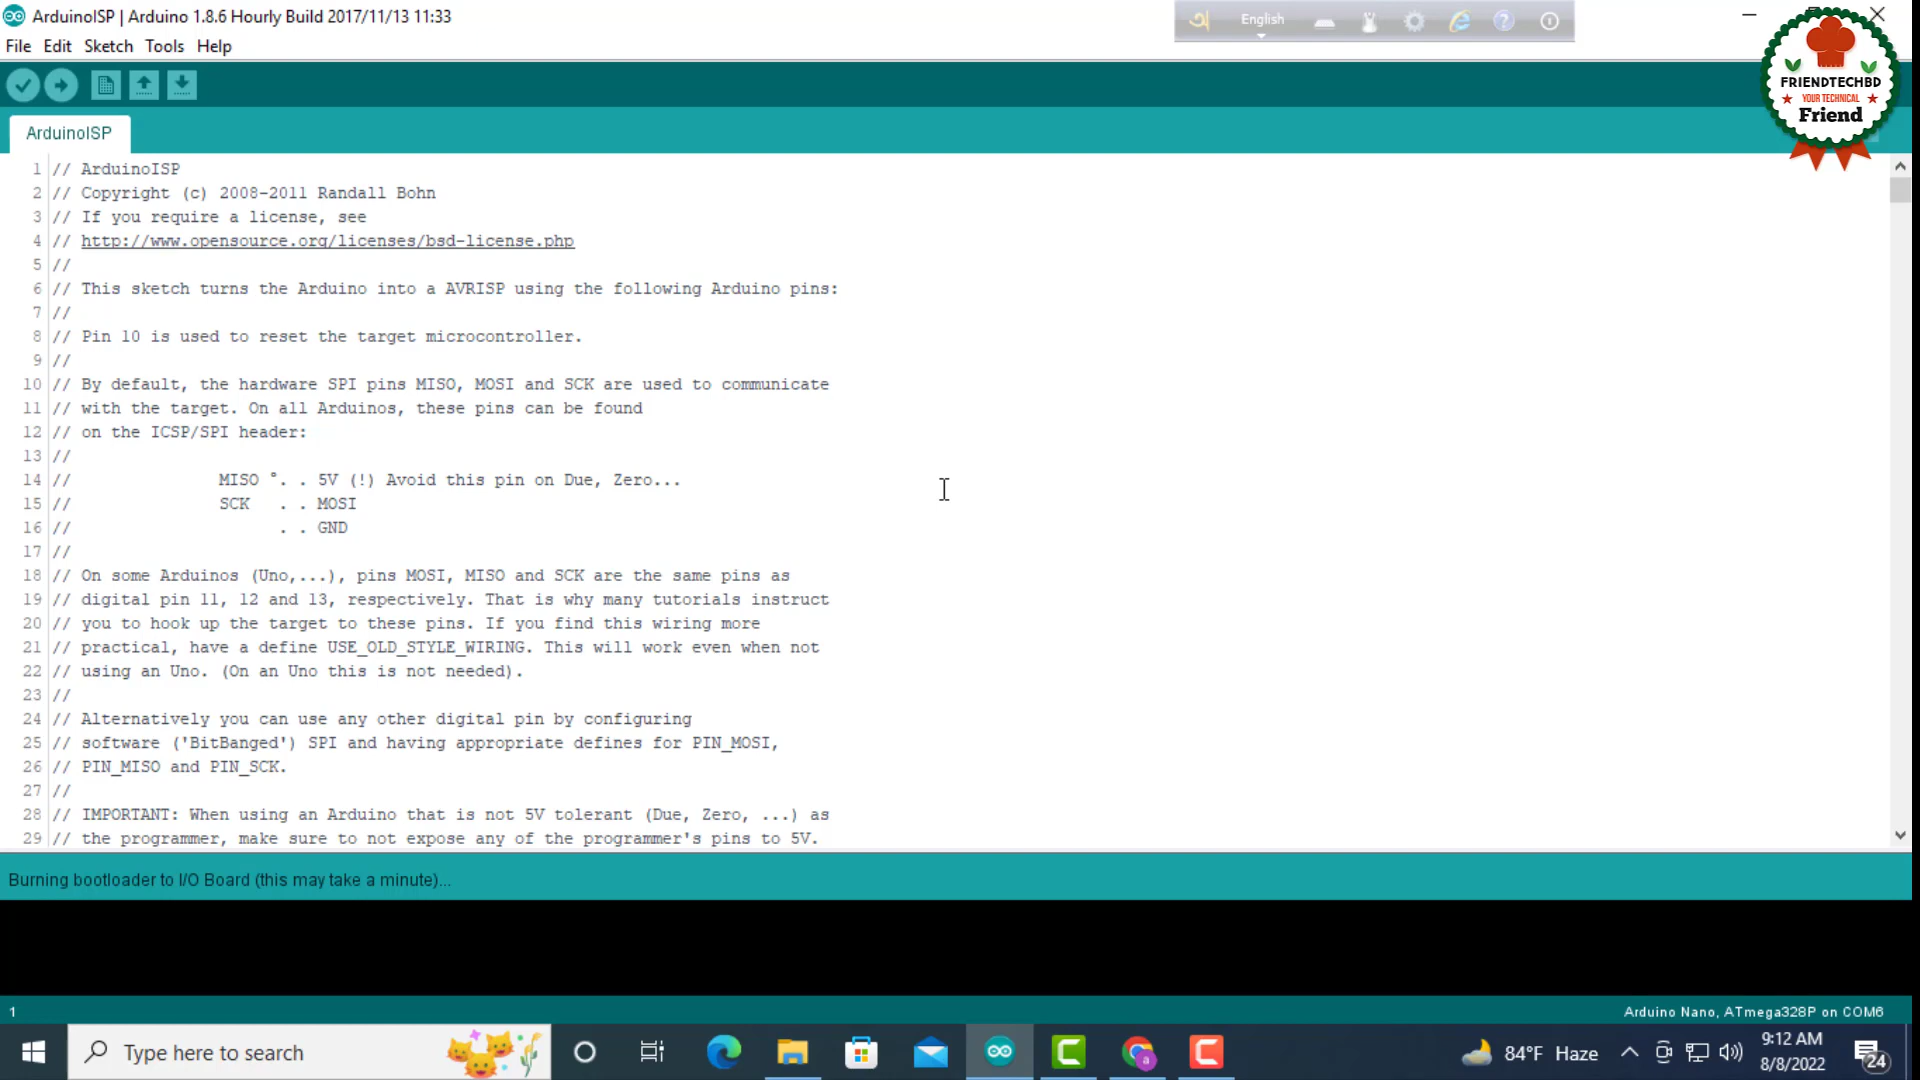 ArduinoISP | Arduino 1.8.6 Hourly Build 2017/11/13 11:33
English
File Edit Sketch Tools Help
FRIENDTECHBD
YOUR TECHNICAL
Friend
ArduinoISP
1 // ArduinoISP
2 // Copyright (c) 2008-2011 Randall Bohn
3 // If you require a license, see
4 // http://www.opensource.org/licenses/bsd-license.php
5 //
6 // This sketch turns the Arduino into a AVRISP using the following Arduino pins:
7 //
8 // Pin 10 is used to reset the target microcontroller.
9 //
10 // By default, the hardware SPI pins MISO, MOSI and SCK are used to communicate
11 // with the target. On all Arduinos, these pins can be found
12 // on the ICSP/SPI header:
13 //
14 //               MISO °. . 5V (!) Avoid this pin on Due, Zero...
15 //               SCK   . . MOSI
16 //                     . . GND
17 //
18 // On some Arduinos (Uno,...), pins MOSI, MISO and SCK are the same pins as
19 // digital pin 11, 12 and 13, respectively. That is why many tutorials instruct
20 // you to hook up the target to these pins. If you find this wiring more
21 // practical, have a define USE_OLD_STYLE_WIRING. This will work even when not
22 // using an Uno. (On an Uno this is not needed).
23 //
24 // Alternatively you can use any other digital pin by configuring
25 // software ('BitBanged') SPI and having appropriate defines for PIN_MOSI,
26 // PIN_MISO and PIN_SCK.
27 //
28 // IMPORTANT: When using an Arduino that is not 5V tolerant (Due, Zero, ...) as
29 // the programmer, make sure to not expose any of the programmer's pins to 5V.
Burning bootloader to I/O Board (this may take a minute)...
1
Arduino Nano, ATmega328P on COM6
Type here to search
84°F Haze
9:12 AM
8/8/2022
24